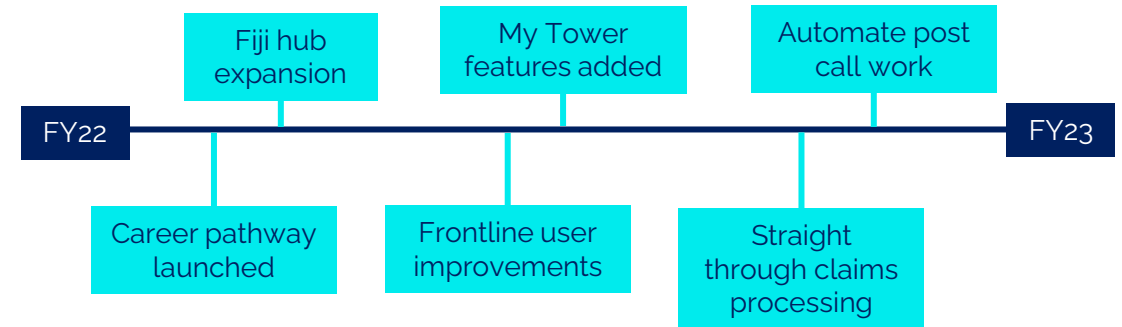 FY22
Career pathway
launched
Fiji hub
expansion
Frontline user
improvements
My Tower
features added
Straight
through claims
processing
Automate post
call work
FY23